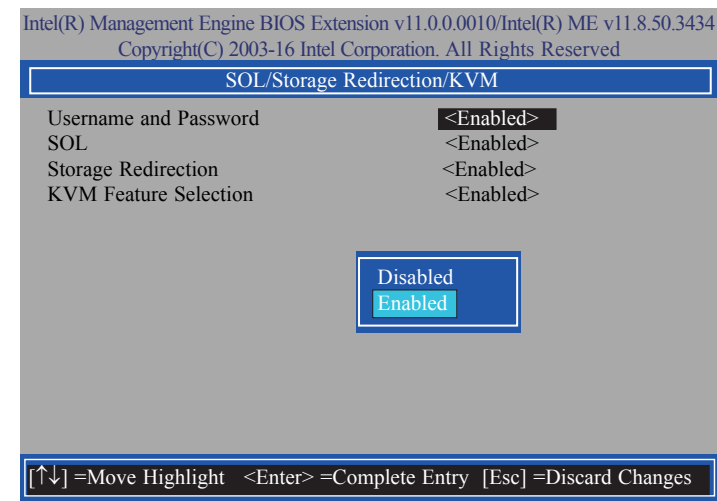 Intel(R) Management Engine BIOS Extension v11.0.0.0010/Intel(R) ME v11.8.50.3434
Copyright(C) 2003-16 Intel Corporation. All Rights Reserved
SOL/Storage Redirection/KVM
Username and Password <Enabled>
SOL <Enabled>
Storage Redirection <Enabled>
KVM Feature Selection <Enabled>
Disabled
Enabled
[↑↓] =Move Highlight <Enter> =Complete Entry [Esc] =Discard Changes